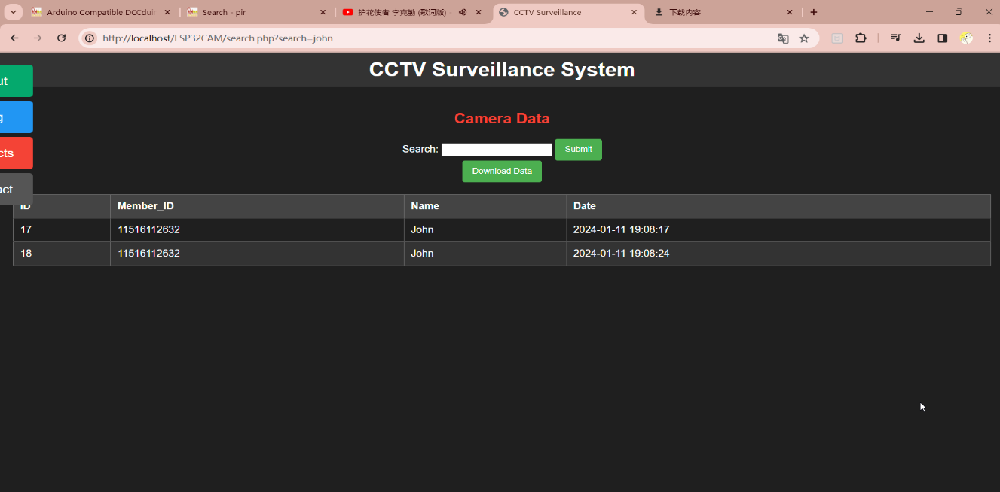 Arduino Compatible DCCduin
Search - pir
护花使者 李克勤 (歌词版)
CCTV Surveillance
下载内容
http://localhost/ESP32CAM/search.php?search=john
CCTV Surveillance System
ut
g
cts
act
Camera Data
Search:
Submit
Download Data
ID Member_ID Name Date
17 11516112632 John 2024-01-11 19:08:17
18 11516112632 John 2024-01-11 19:08:24